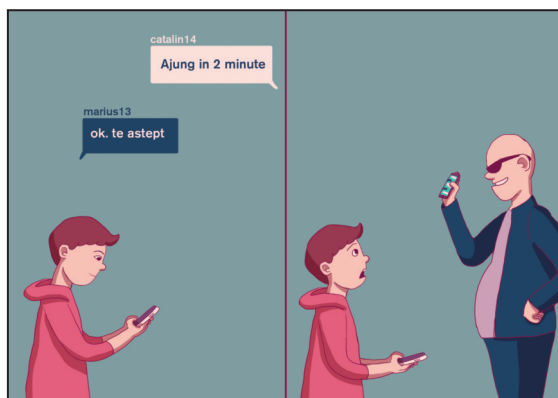 catalin14
Ajung in 2 minute
marius13
ok. te astept